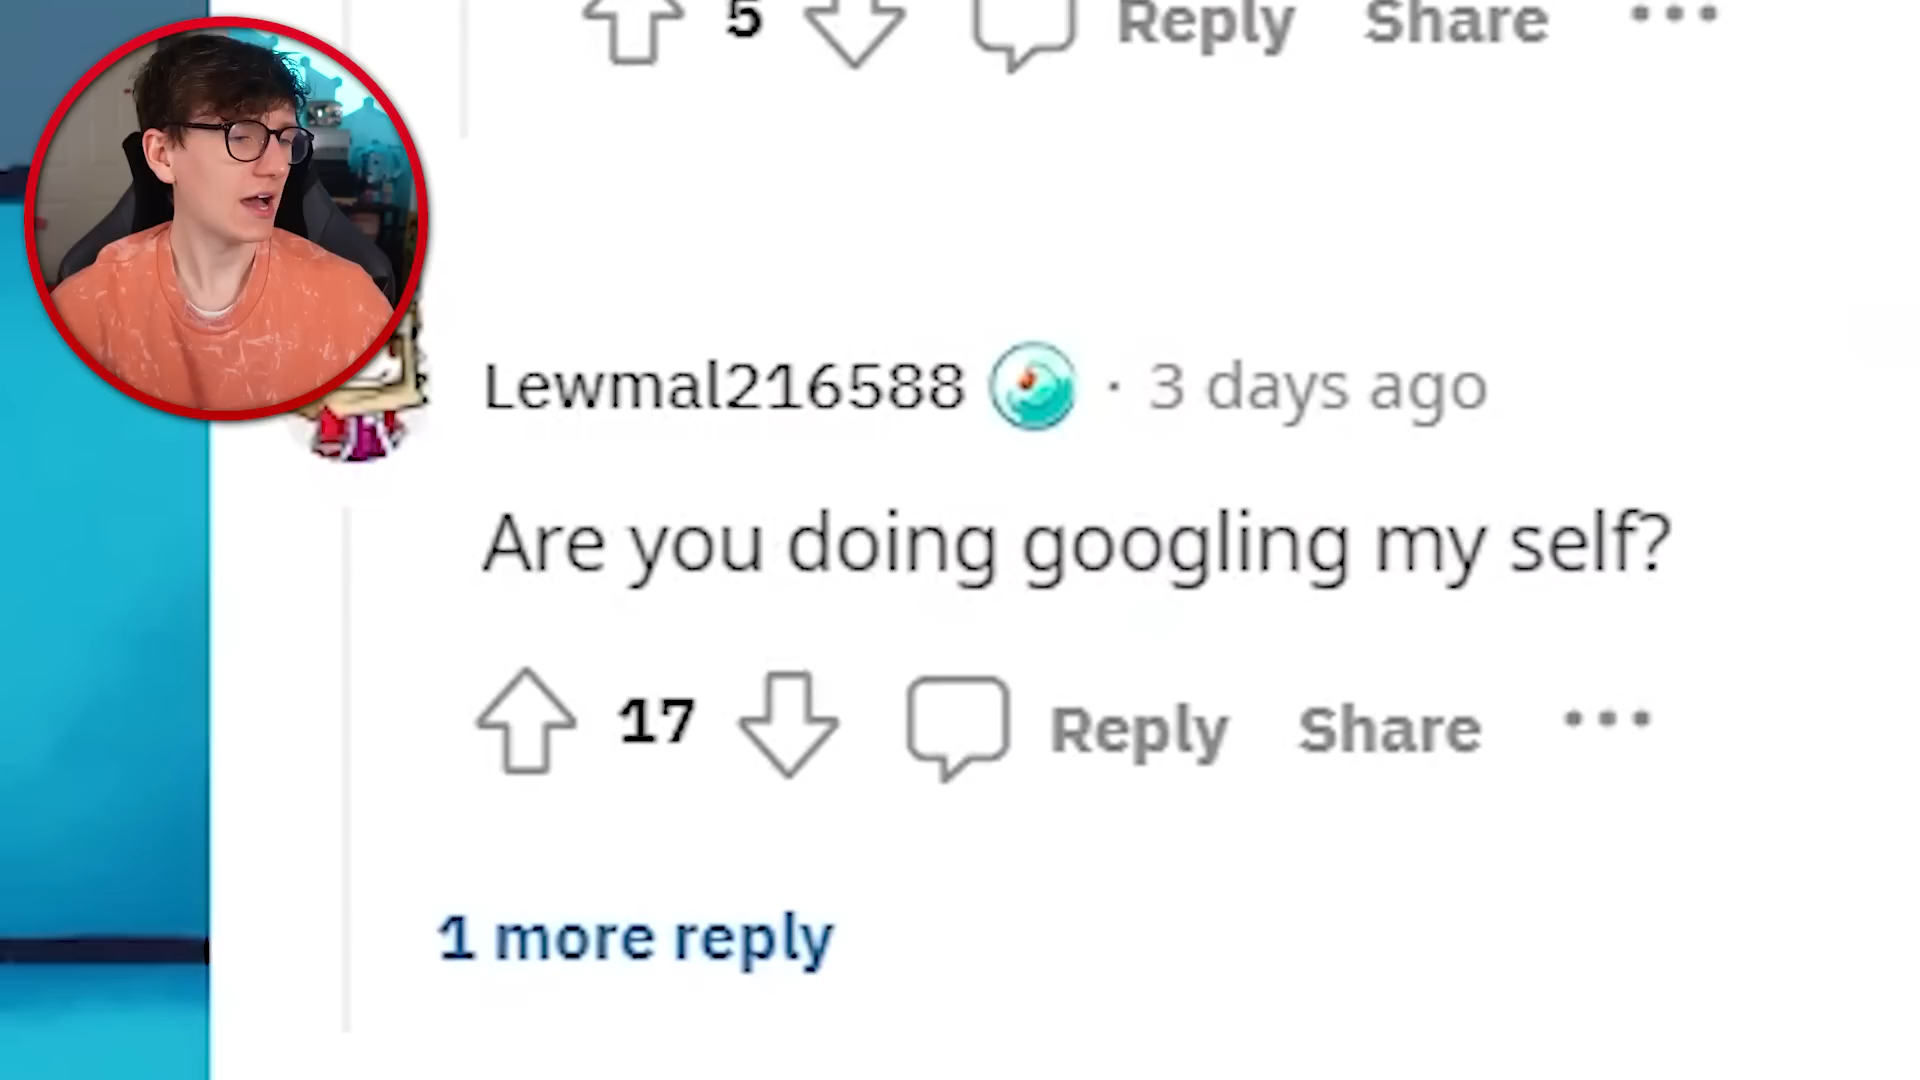 5 Reply Share
Lewmal216588 · 3 days ago
Are you doing googling my self?
17 Reply Share
1 more reply